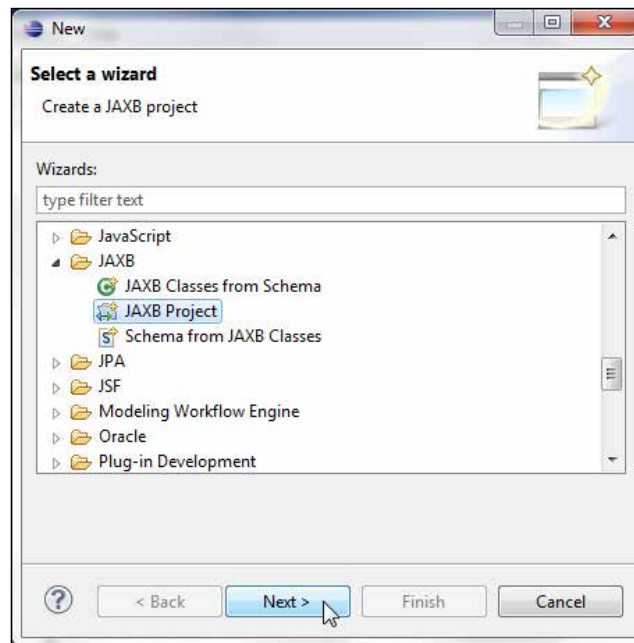 New
Select a wizard
Create a JAXB project
Wizards:
type filter text
JavaScript
JAXB
JAXB Classes from Schema
JAXB Project
Schema from JAXB Classes
JPA
JSF
Modeling Workflow Engine
Oracle
Plug-in Development
? < Back Next > Finish Cancel